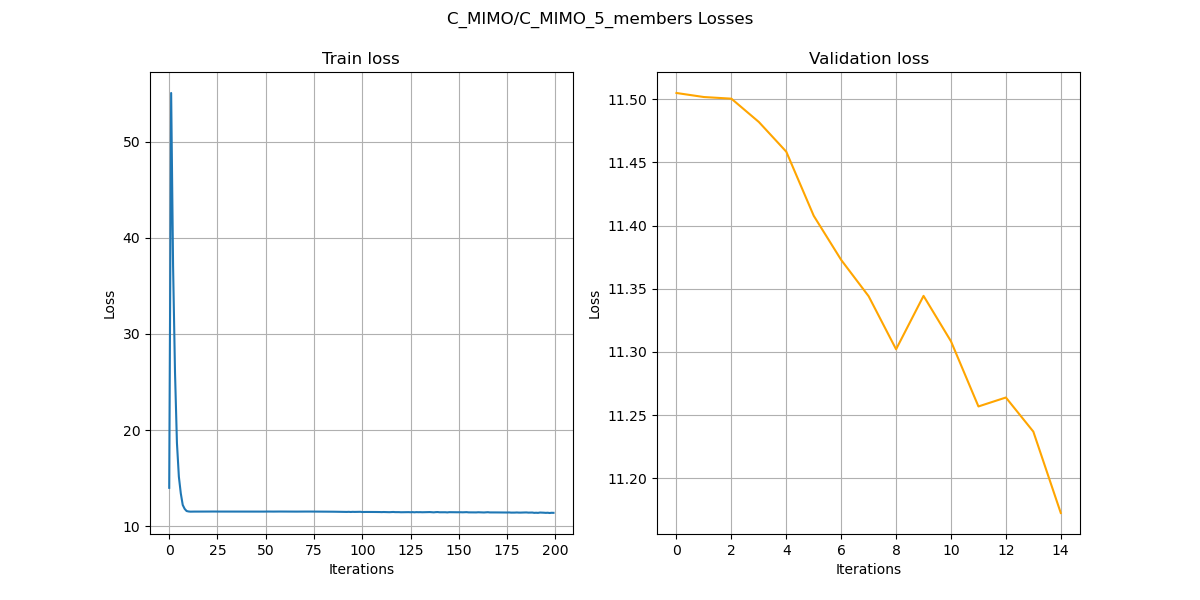 C_MIMO/C_MIMO_5_members Losses
Train loss
50
40
30
20
10
Loss
0 25 50 75 100 125 150 175 200
Iterations
Validation loss
11.50
11.45
11.40
11.35
11.30
11.25
11.20
Loss
0 2 4 6 8 10 12 14
Iterations